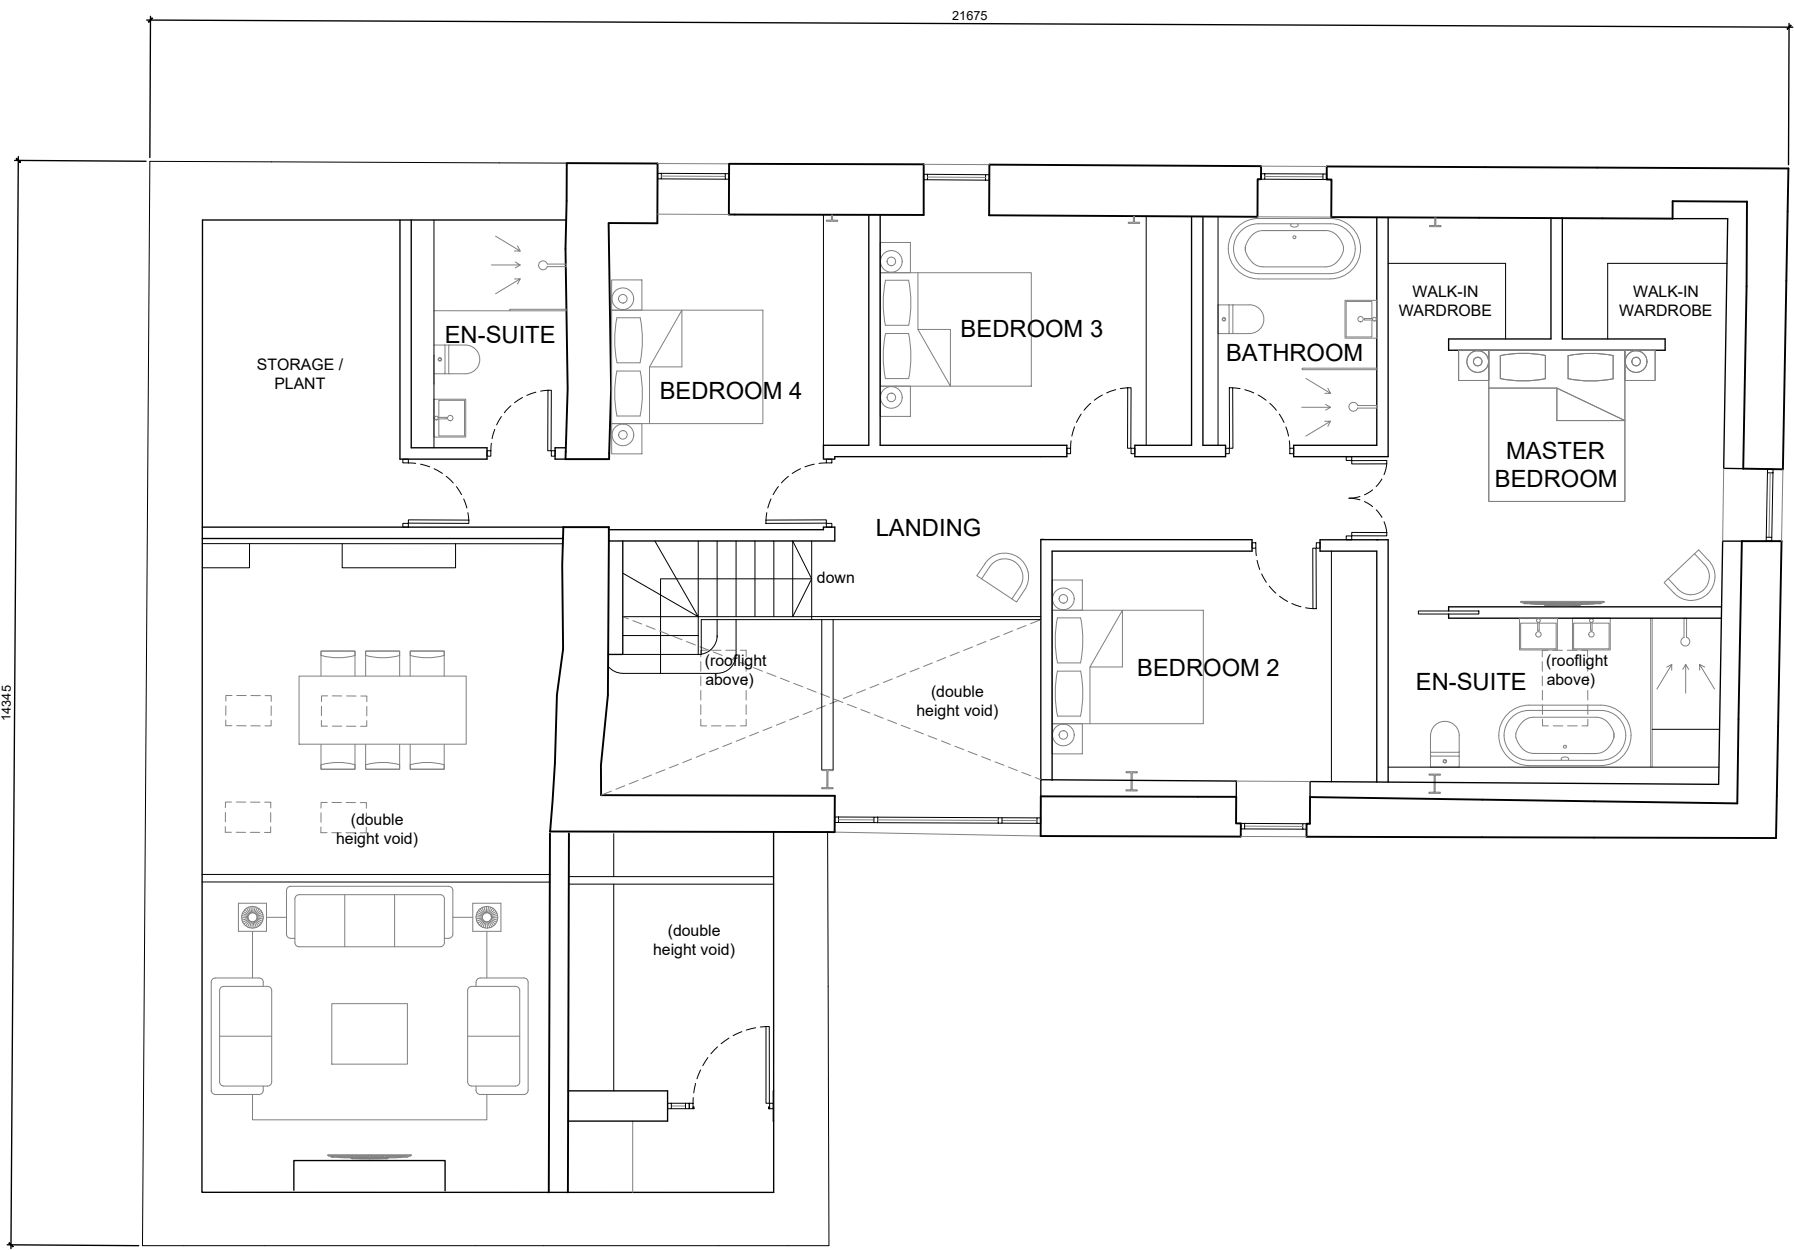 21675
14345
STORAGE /
PLANT
EN-SUITE
BEDROOM 4
BEDROOM 3
BATHROOM
WALK-IN
WARDROBE
WALK-IN
WARDROBE
MASTER
BEDROOM
LANDING
down
(rooflight
above)
(double
height void)
BEDROOM 2
EN-SUITE
(rooflight
above)
(double
height void)
(double
height void)